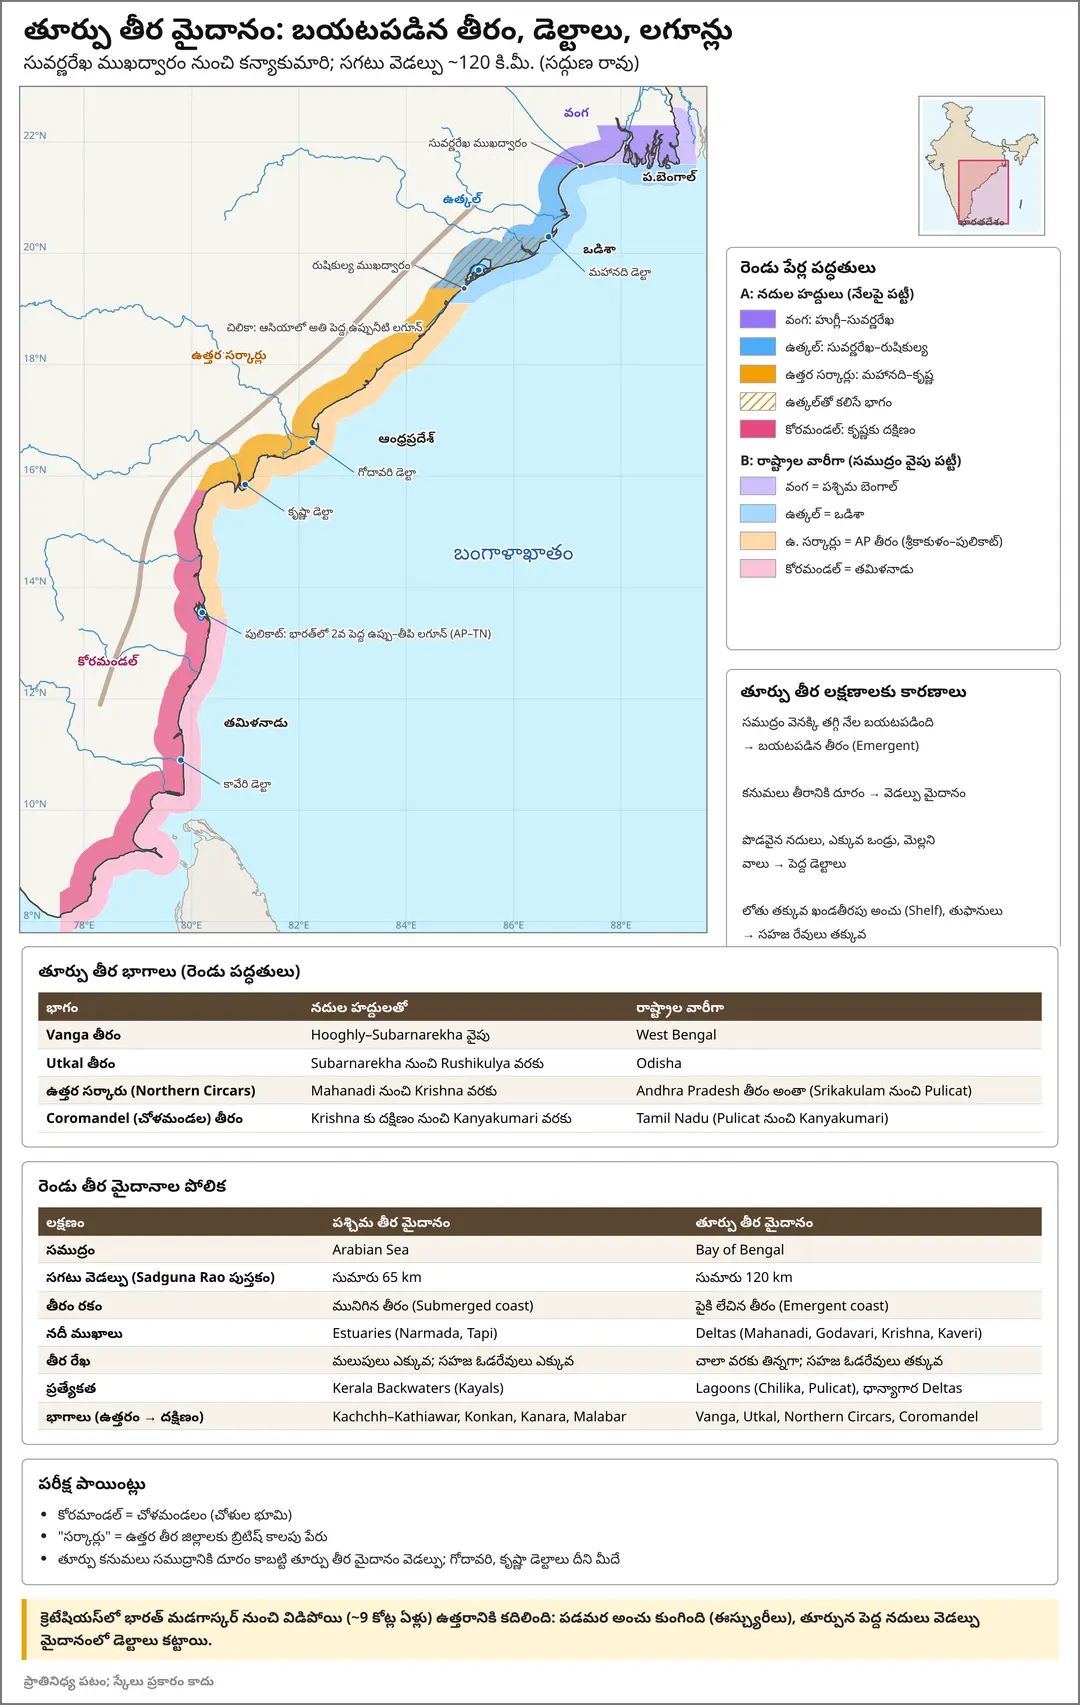 తూర్పు తీర మైదానం: బయటపడిన తీరం, డెల్టాలు, లగూన్లు
సువర్ణరేఖ ముఖద్వారం నుంచి కన్యాకుమారి; సగటు వెడల్పు ~120 కి.మీ. (సద్గుణ రావు)
వంగ
22°N
సువర్ణరేఖ ముఖద్వారం
ప.బెంగాల్
ఉత్కల్
20°N
ఒడిశా
రుషికుల్య ముఖద్వారం
మహానది డెల్టా
చిలికా: ఆసియాలో అతి పెద్ద ఉప్పునీటి లగూన్
18°N
ఉత్తర సర్కార్లు
ఆంధ్రప్రదేశ్
16°N
గోదావరి డెల్టా
కృష్ణా డెల్టా
బంగాళాఖాతం
14°N
పులికాట్: భారత్‌లో 2వ పెద్ద ఉప్పు–తీపి లగూన్ (AP–TN)
కోరమండల్
12°N
తమిళనాడు
కావేరి డెల్టా
10°N
8°N
78°E
80°E
82°E
84°E
86°E
88°E
భారతదేశం
రెండు పేర్ల పద్ధతులు
A: నదుల హద్దులు (నేలపై పట్టీ)
వంగ: హుగ్లీ–సువర్ణరేఖ
ఉత్కల్: సువర్ణరేఖ–రుషికుల్య
ఉత్తర సర్కార్లు: మహానది–కృష్ణ
ఉత్కల్‌తో కలిసే భాగం
కోరమండల్: కృష్ణకు దక్షిణం
B: రాష్ట్రాల వారీగా (సముద్రం వైపు పట్టీ)
వంగ = పశ్చిమ బెంగాల్
ఉత్కల్ = ఒడిశా
ఉ. సర్కార్లు = AP తీరం (శ్రీకాకుళం–పులికాట్)
కోరమండల్ = తమిళనాడు
తూర్పు తీర లక్షణాలకు కారణాలు
సముద్రం వెనక్కి తగ్గి నేల బయటపడింది
→ బయటపడిన తీరం (Emergent)
కనుమలు తీరానికి దూరం → వెడల్పు మైదానం
పొడవైన నదులు, ఎక్కువ ఒండ్రు, మెల్లని
వాలు → పెద్ద డెల్టాలు
లోతు తక్కువ ఖండతీరపు అంచు (Shelf), తుఫానులు
→ సహజ రేవులు తక్కువ
తూర్పు తీర భాగాలు (రెండు పద్ధతులు)
భాగం నదుల హద్దులతో రాష్ట్రాల వారీగా
Vanga తీరం Hooghly–Subarnarekha వైపు West Bengal
Utkal తీరం Subarnarekha నుంచి Rushikulya వరకు Odisha
ఉత్తర సర్కారు (Northern Circars) Mahanadi నుంచి Krishna వరకు Andhra Pradesh తీరం అంతా (Srikakulam నుంచి Pulicat)
Coromandel (చోళమండల) తీరం Krishna కు దక్షిణం నుంచి Kanyakumari వరకు Tamil Nadu (Pulicat నుంచి Kanyakumari)
రెండు తీర మైదానాల పోలిక
లక్షణం పశ్చిమ తీర మైదానం తూర్పు తీర మైదానం
సముద్రం Arabian Sea Bay of Bengal
సగటు వెడల్పు (Sadguna Rao పుస్తకం) సుమారు 65 km సుమారు 120 km
తీరం రకం మునిగిన తీరం (Submerged coast) పైకి లేచిన తీరం (Emergent coast)
నదీ ముఖాలు Estuaries (Narmada, Tapi) Deltas (Mahanadi, Godavari, Krishna, Kaveri)
తీర రేఖ మలుపులు ఎక్కువ; సహజ ఓడరేవులు ఎక్కువ చాలా వరకు తిన్నగా; సహజ ఓడరేవులు తక్కువ
ప్రత్యేకత Kerala Backwaters (Kayals) Lagoons (Chilika, Pulicat), ధాన్యాగార Deltas
భాగాలు (ఉత్తరం → దక్షిణం) Kachchh–Kathiawar, Konkan, Kanara, Malabar Vanga, Utkal, Northern Circars, Coromandel
పరీక్ష పాయింట్లు
• కోరమాండల్ = చోళమండలం (చోళుల భూమి)
• "సర్కార్లు" = ఉత్తర తీర జిల్లాలకు బ్రిటిష్ కాలపు పేరు
• తూర్పు కనుమలు సముద్రానికి దూరం కాబట్టి తూర్పు తీర మైదానం వెడల్పు; గోదావరి, కృష్ణా డెల్టాలు దీని మీదే
క్రెటేషియస్‌లో భారత్ మడగాస్కర్ నుంచి విడిపోయి (~9 కోట్ల ఏళ్లు) ఉత్తరానికి కదిలింది: పడమర అంచు కుంగింది (ఈస్చ్యురీలు), తూర్పున పెద్ద నదులు వెడల్పు
మైదానంలో డెల్టాలు కట్టాయి.
ప్రాతినిధ్య పటం; స్కేలు ప్రకారం కాదు